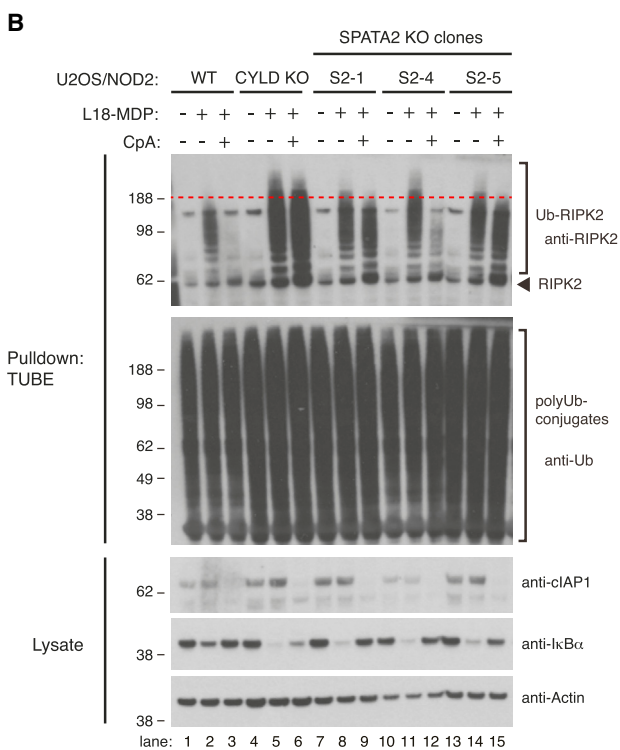 B
SPATA2 KO clones
U2OS/NOD2: WT CYLD KO S2-1 S2-4 S2-5
L18-MDP: - + + - + + - + + - + + - + +
CpA: - - + - - + - - + - - + - - +
188
98
62
Ub-RIPK2
anti-RIPK2
RIPK2
Pulldown:
TUBE
188
98
62
49
38
polyUb-
conjugates
anti-Ub
Lysate
62
anti-cIAP1
38
anti-IκBα
38
anti-Actin
lane: 1 2 3 4 5 6 7 8 9 10 11 12 13 14 15